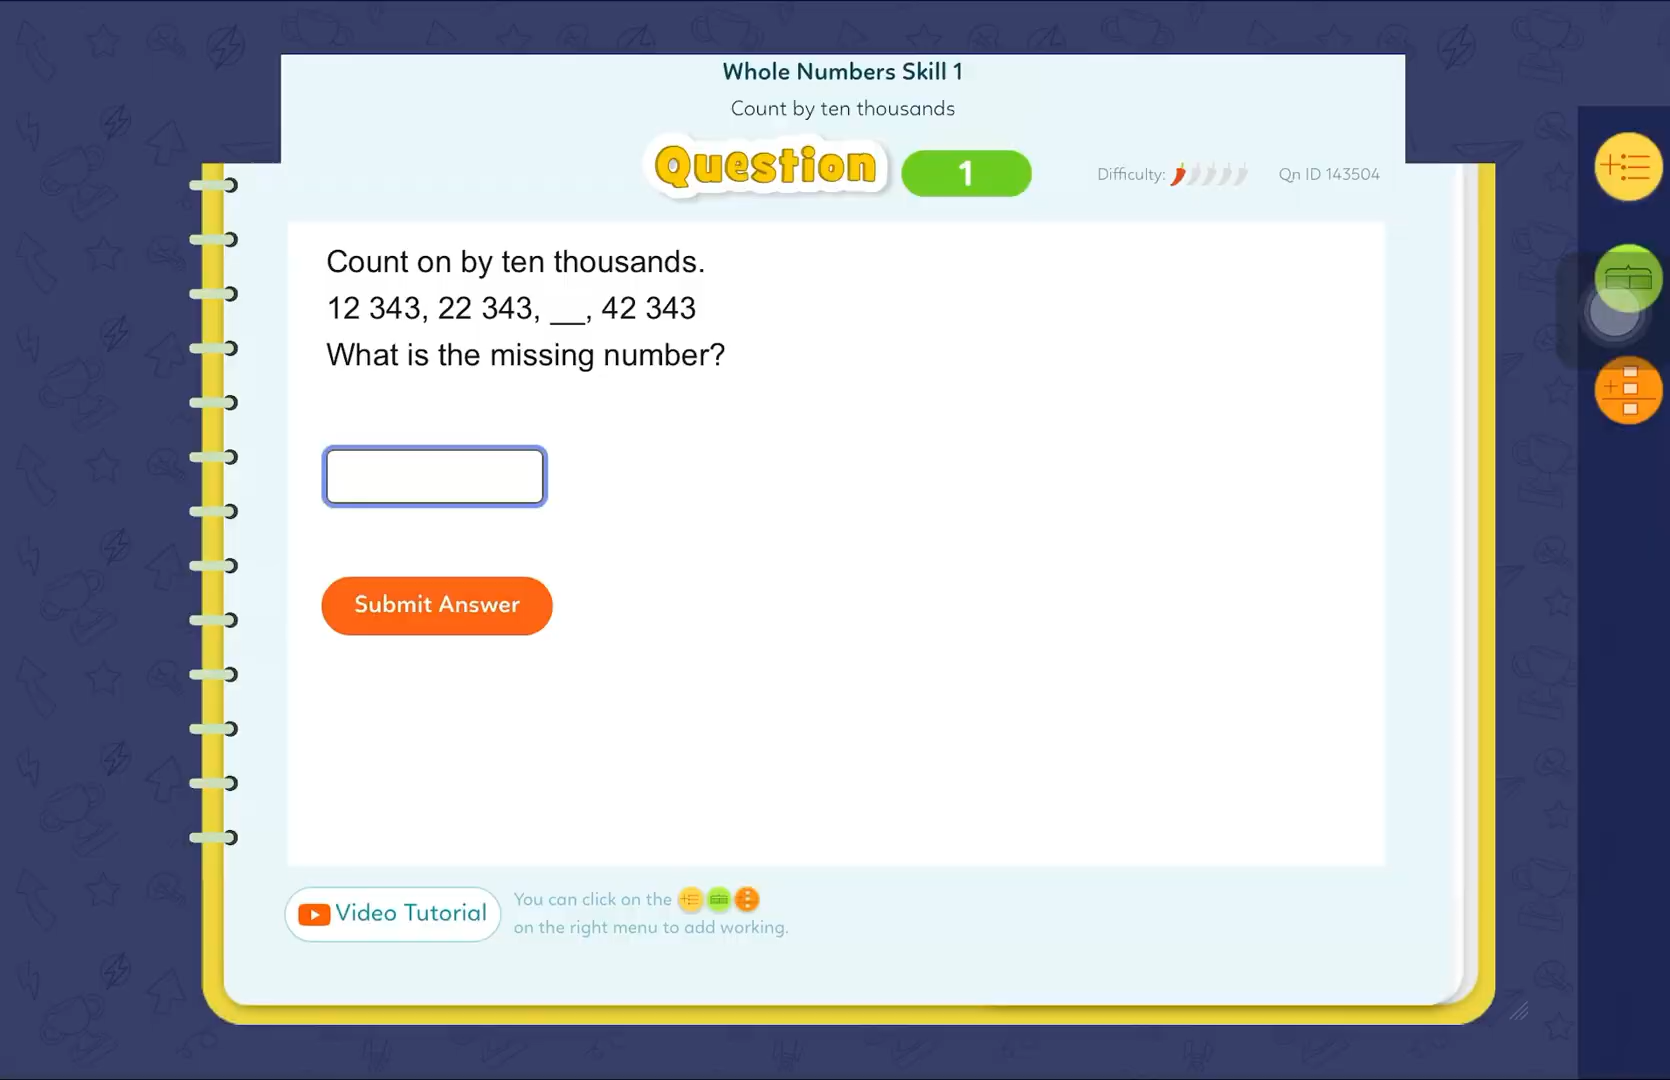 Whole Numbers Skill 1
Count by ten thousands
Question 1
Difficulty:
Qn ID 143504
Count on by ten thousands.
12 343, 22 343, __, 42 343
What is the missing number?
Submit Answer
Video Tutorial
You can click on the
on the right menu to add working.